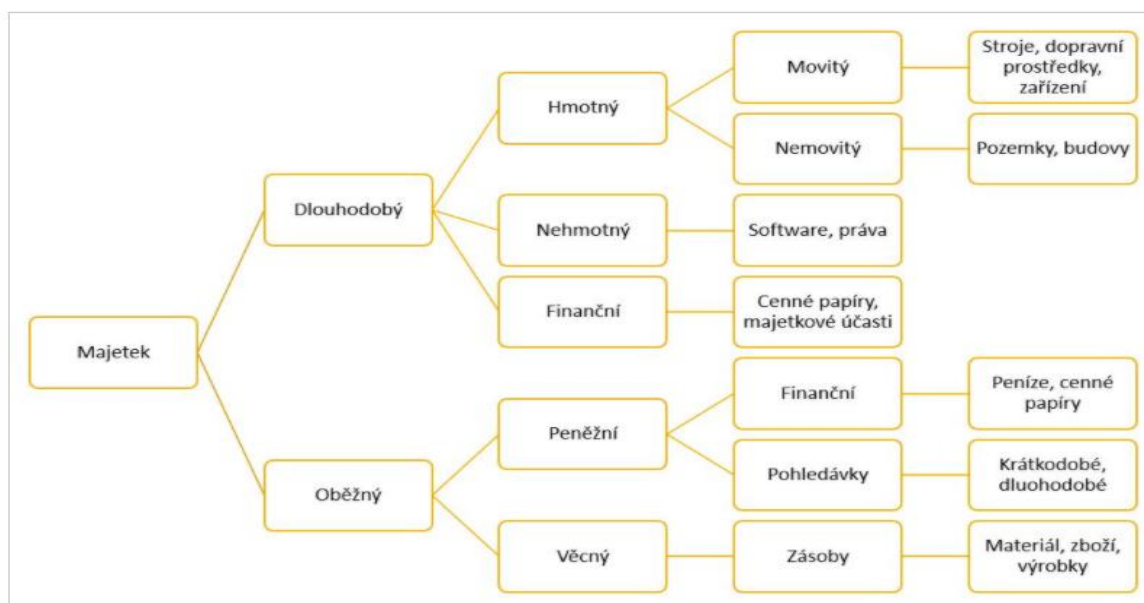 Majetek
Dlouhodobý
Hmotný
Movitý
Stroje, dopravní
prostředky,
zařízení
Nemovitý
Pozemky, budovy
Nehmotný
Software, práva
Finanční
Cenné papíry,
majetkové účasti
Oběžný
Peněžní
Finanční
Peníze, cenné
papíry
Pohledávky
Krátkodobé,
dluohodobé
Věcný
Zásoby
Materiál, zboží,
výrobky